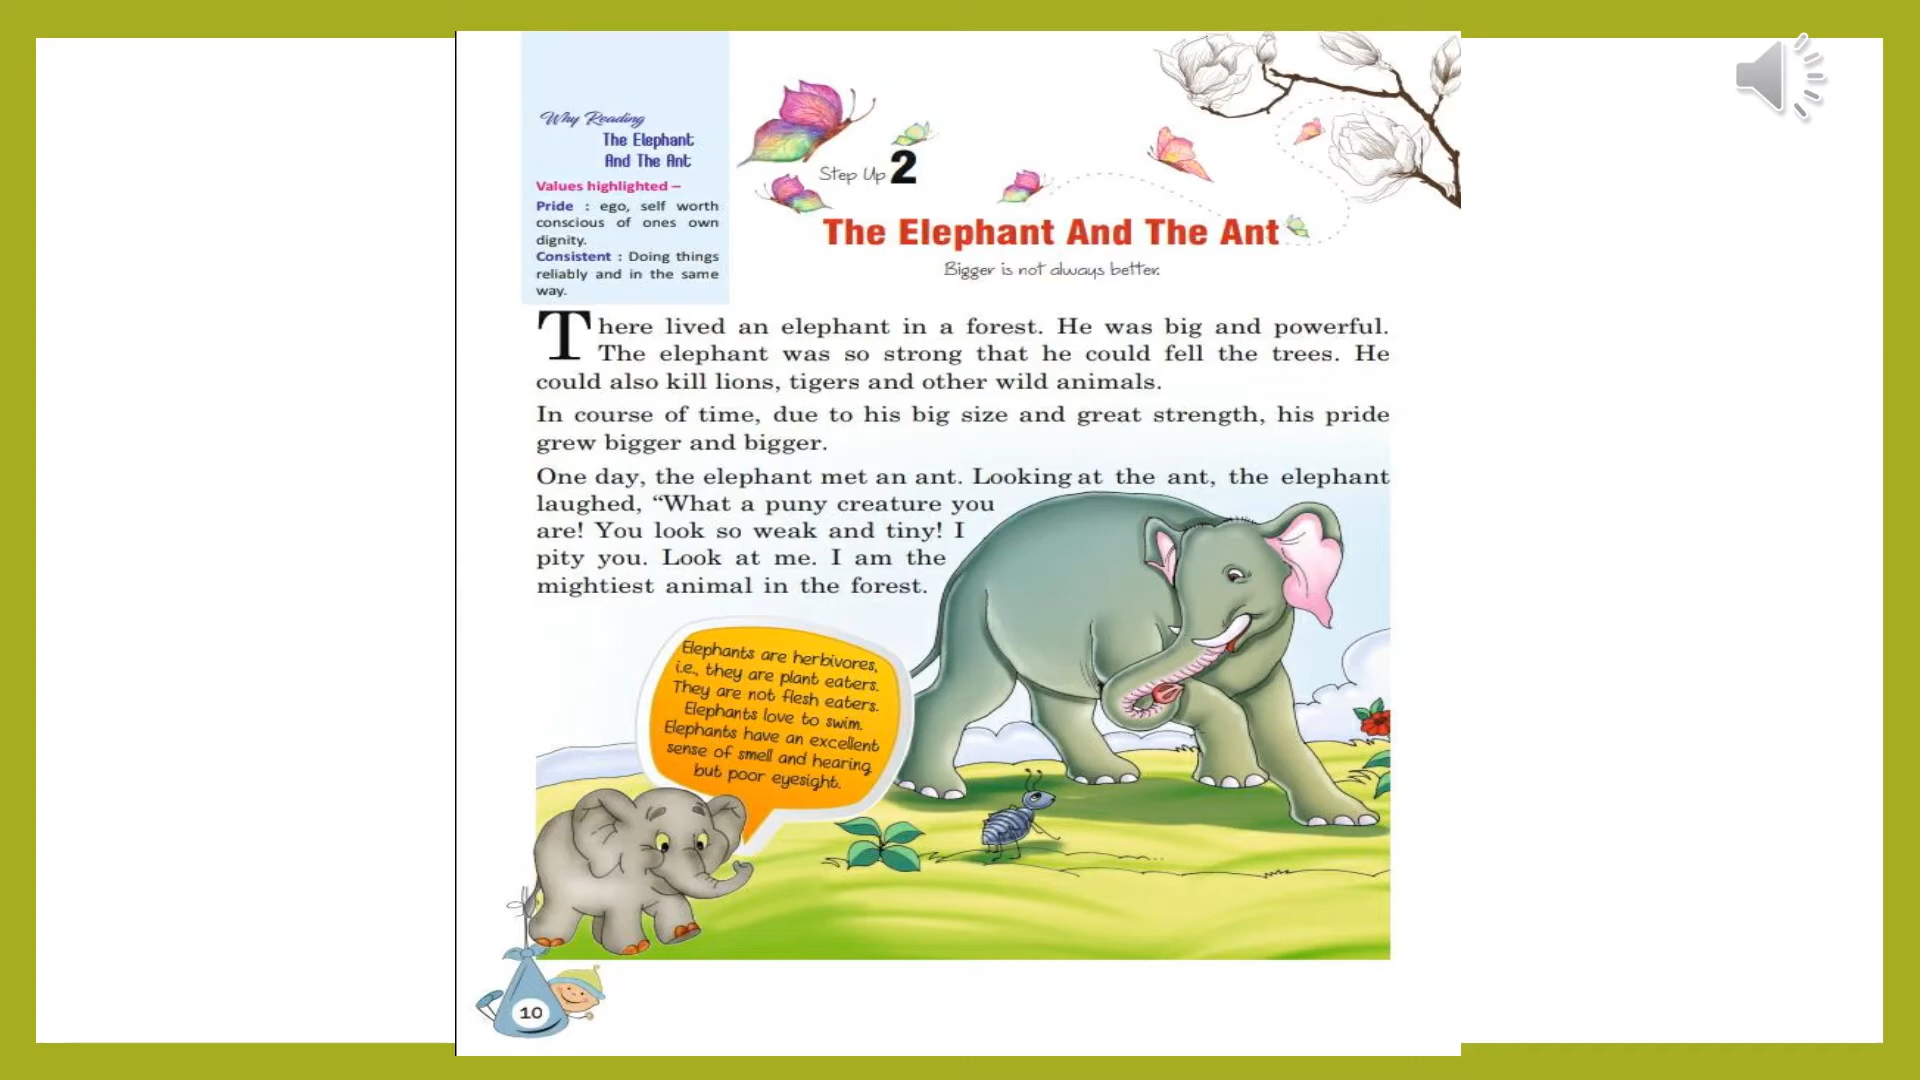 Why Reading
The Elephant
And The Ant
Values highlighted –
Pride : ego, self worth
conscious of ones own
dignity.
Consistent : Doing things
reliably and in the same
way.
Step Up 2
The Elephant And The Ant
Bigger is not always better.
There lived an elephant in a forest. He was big and powerful.
The elephant was so strong that he could fell the trees. He
could also kill lions, tigers and other wild animals.
In course of time, due to his big size and great strength, his pride
grew bigger and bigger.
One day, the elephant met an ant. Looking at the ant, the elephant
laughed, “What a puny creature you
are! You look so weak and tiny! I
pity you. Look at me. I am the
mightiest animal in the forest.
Elephants are herbivores,
i.e., they are plant eaters.
They are not flesh eaters.
Elephants love to swim.
Elephants have an excellent
sense of smell and hearing
but poor eyesight.
10